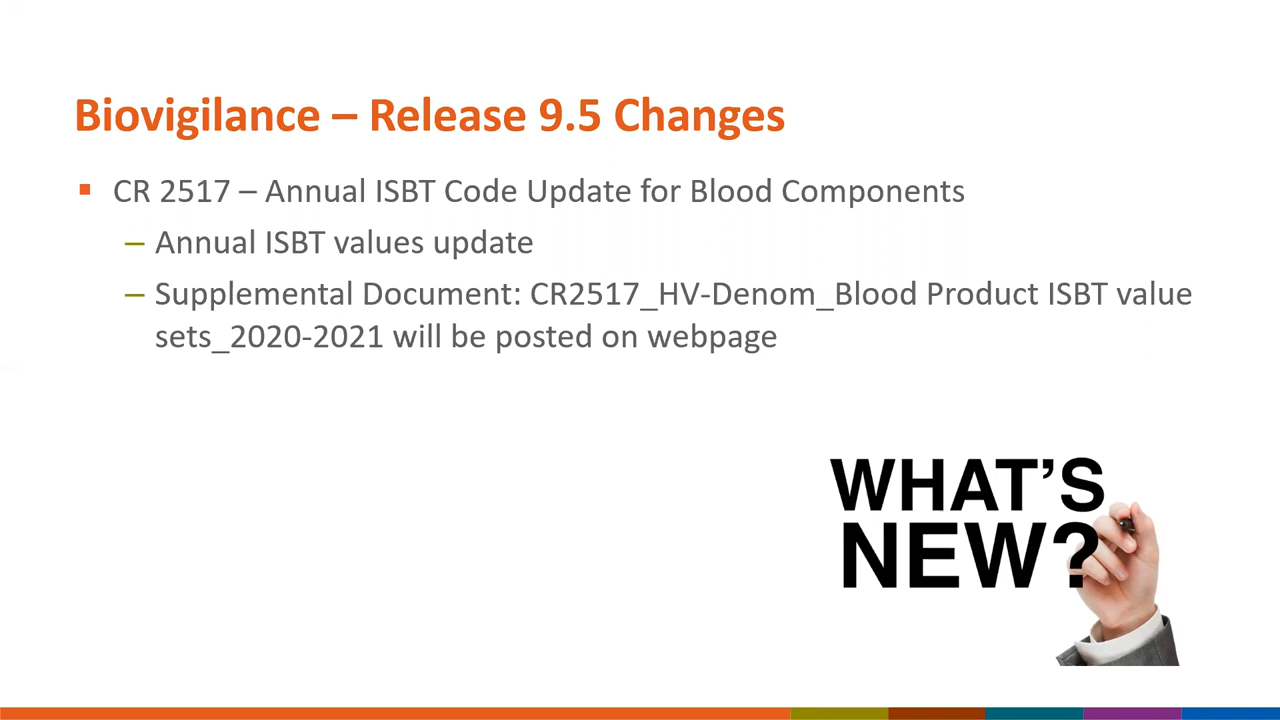 Biovigilance – Release 9.5 Changes
CR 2517 – Annual ISBT Code Update for Blood Components
– Annual ISBT values update
– Supplemental Document: CR2517_HV-Denom_Blood Product ISBT value
sets_2020-2021 will be posted on webpage
WHAT'S
NEW?